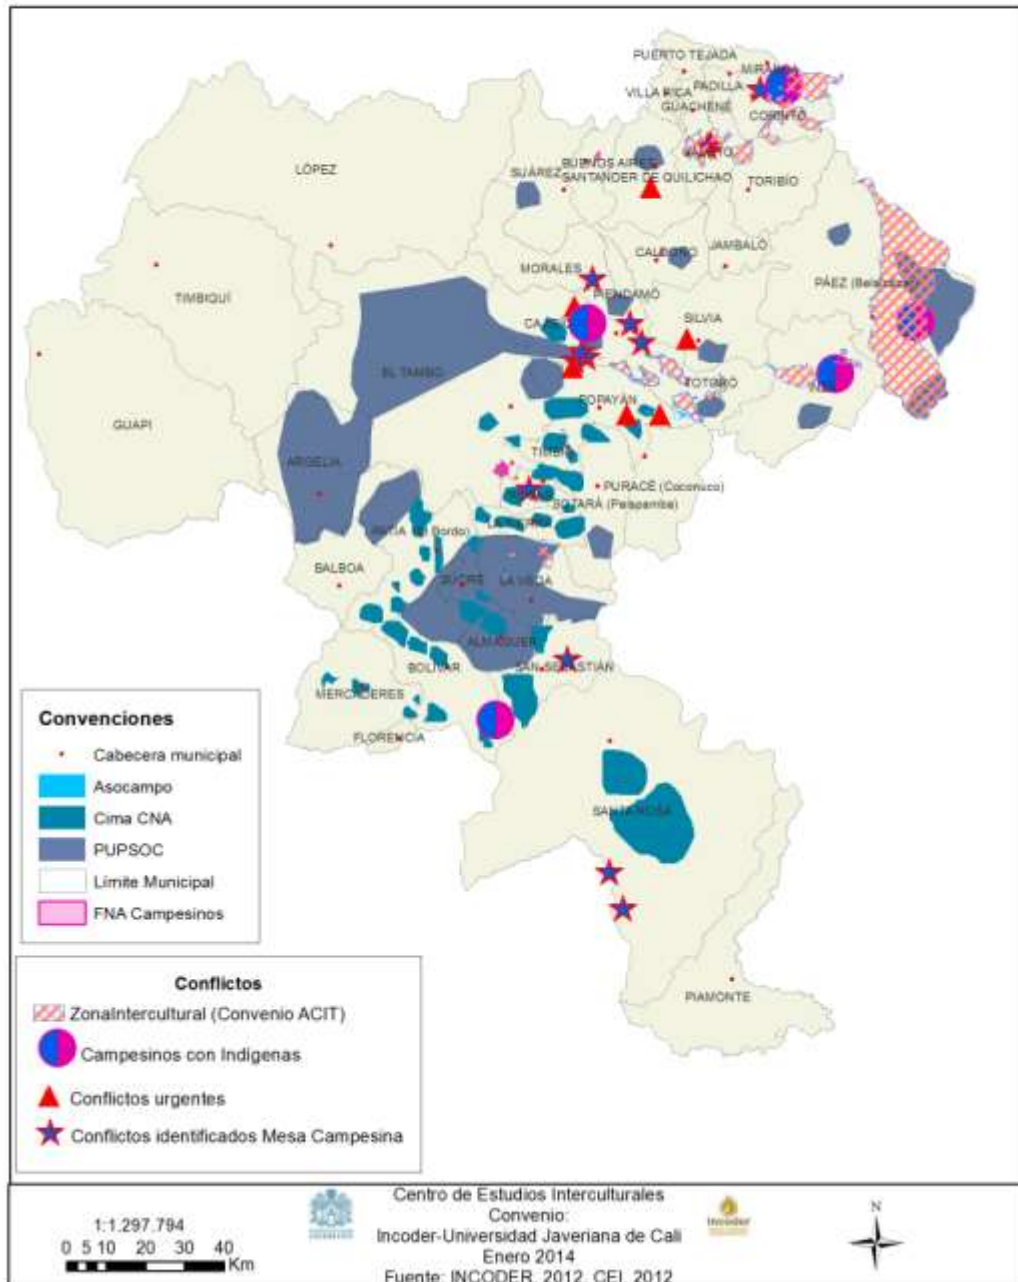 PUERTO TEJADA
MIRANDA
PADILLA
VILLA RICA
GUACHENÉ
CORINTO
LÓPEZ
BUENOS AIRES
SUÁREZ
SANTANDER DE QUILICHAO
TORIBÍO
CALDONO
JAMBALÓ
MORALES
PÁEZ (Belalcázar)
TIMBIQUÍ
PIENDAMÓ
SILVIA
EL TAMBO
TOTORÓ
POPAYÁN
GUAPI
TIMBÍO
ARGELIA
PURACÉ (Coconuco)
SOTARÁ (Paispamba)
(El Bordo)
BALBOA
SUCRE
LA VEGA
ALMAGUER
BOLÍVAR
SAN SEBASTIÁN
MERCADERES
FLORENCIA
SANTA ROSA
PIAMONTE
Convenciones
Cabecera municipal
Asocampo
Cima CNA
PUPSOC
Límite Municipal
FNA Campesinos
Conflictos
ZonaIntercultural (Convenio ACIT)
Campesinos con Indígenas
Conflictos urgentes
Conflictos identificados Mesa Campesina
1:1.297.794
0 5 10 20 30 40
Km
Centro de Estudios Interculturales
Convenio:
Incoder-Universidad Javeriana de Cali
Enero 2014
Fuente: INCODER, 2012, CEI, 2012
Incoder
N